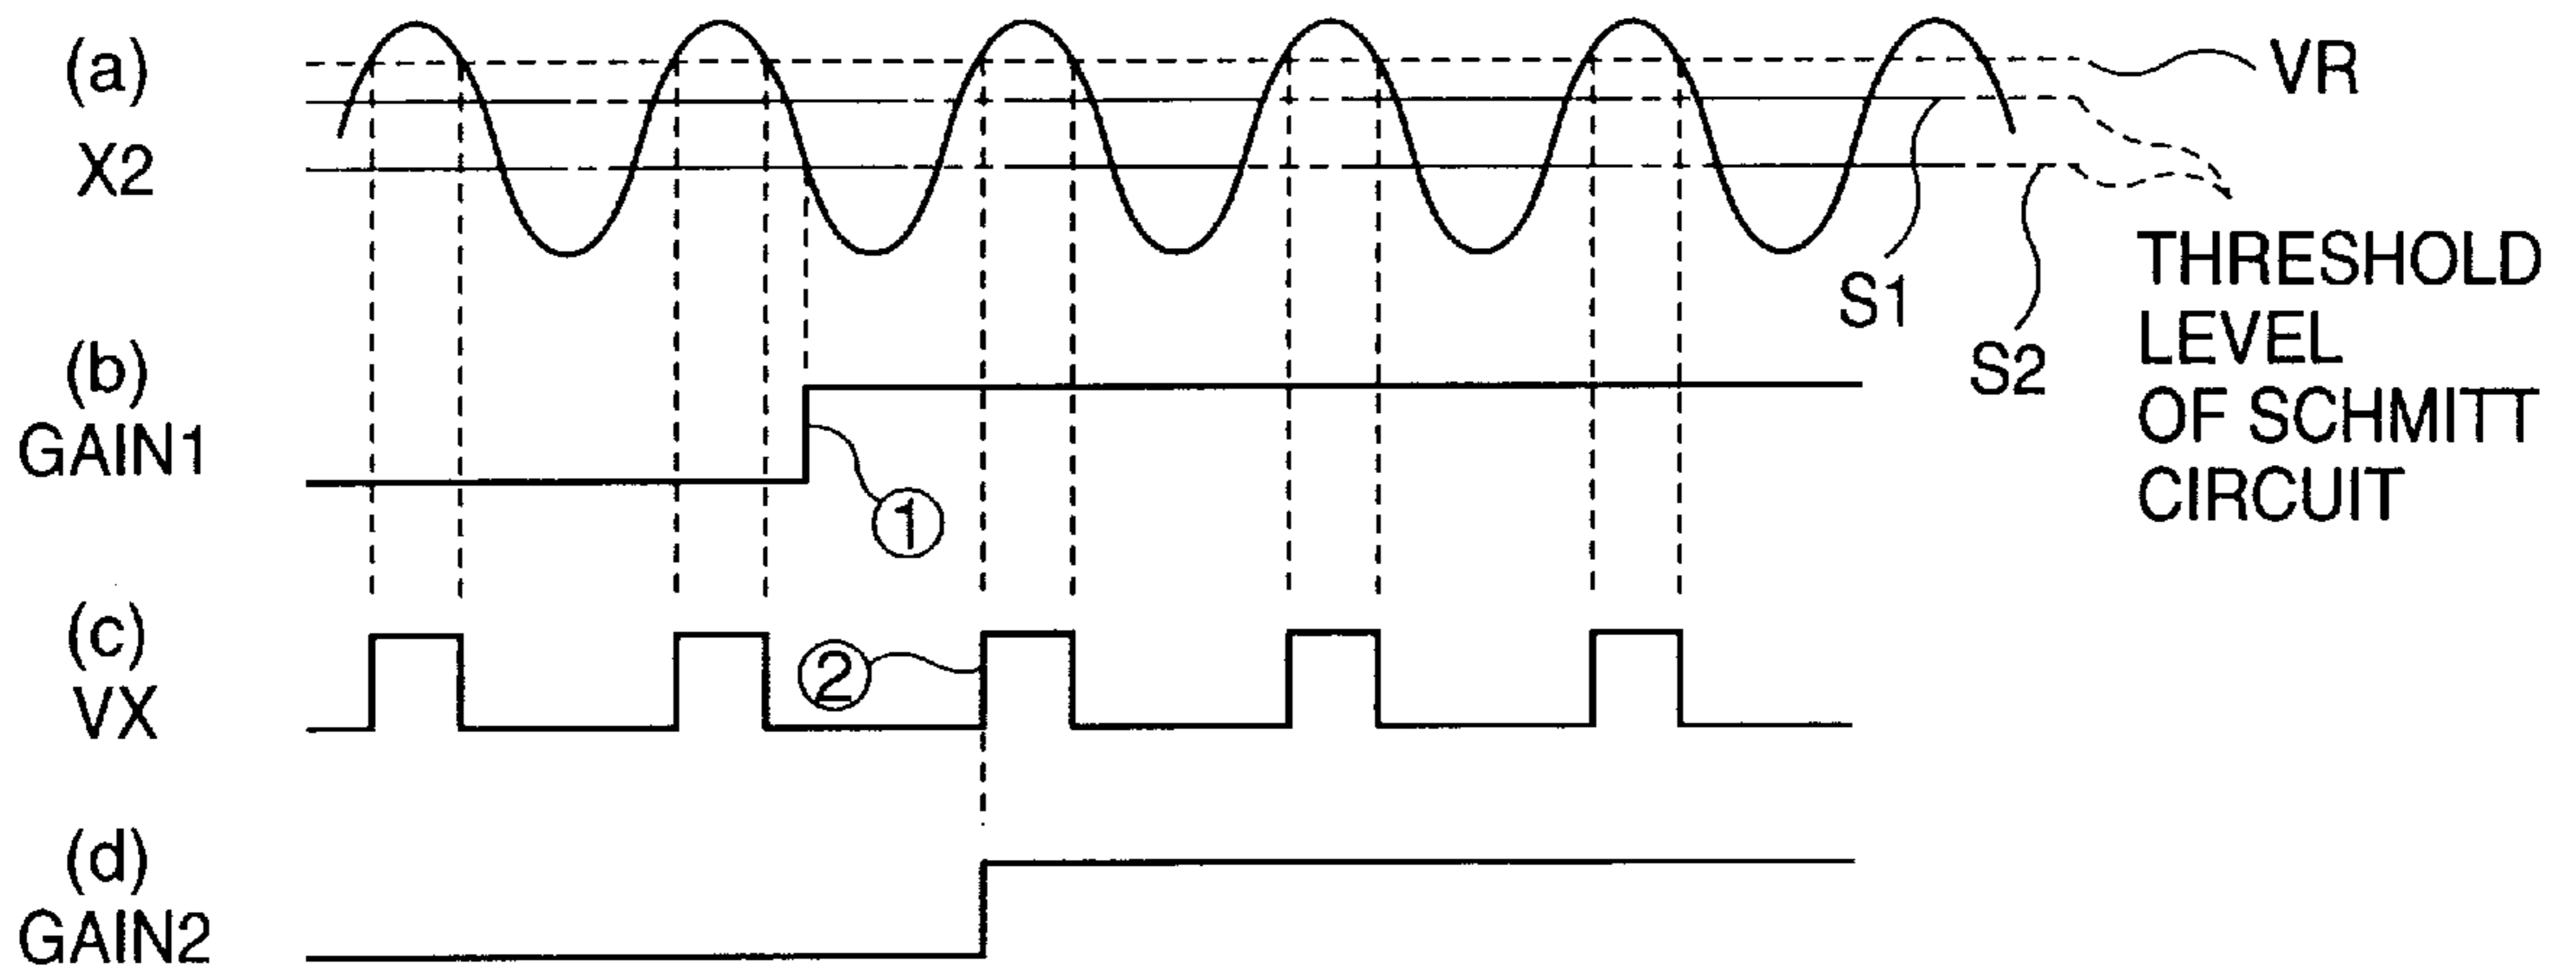 (a)
X2
VR
S1
S2
THRESHOLD
LEVEL
OF SCHMITT
CIRCUIT
(b)
GAIN1
①
(c)
VX
②
(d)
GAIN2